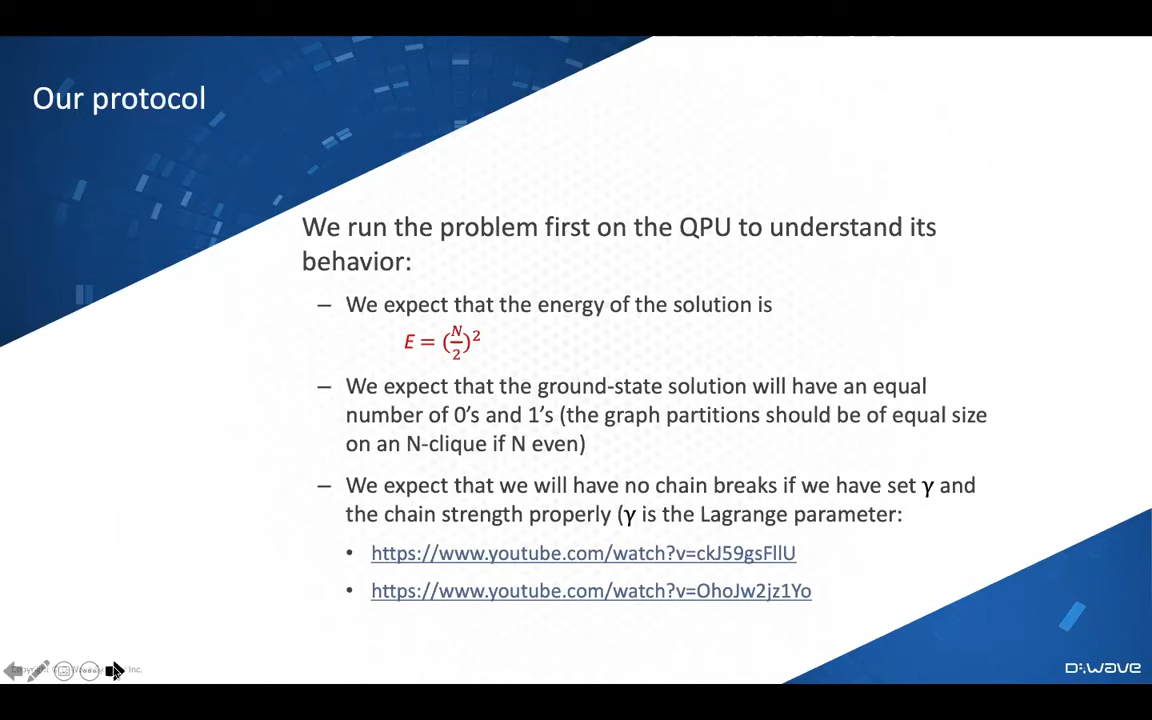 Our protocol
We run the problem first on the QPU to understand its
behavior:
– We expect that the energy of the solution is
E = (N/2)²
– We expect that the ground-state solution will have an equal
number of 0's and 1's (the graph partitions should be of equal size
on an N-clique if N even)
– We expect that we will have no chain breaks if we have set γ and
the chain strength properly (γ is the Lagrange parameter:
• https://www.youtube.com/watch?v=ckJ59gsFllU
• https://www.youtube.com/watch?v=OhoJw2jz1Yo
Inc.
D:wave